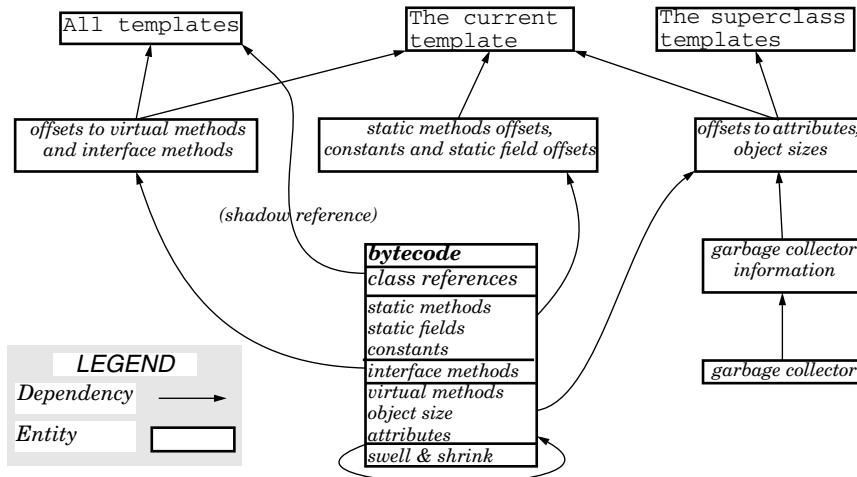 All templates
The current
template
The superclass
templates
offsets to virtual methods
and interface methods
static methods offsets,
constants and static field offsets
offsets to attributes,
object sizes
(shadow reference)
bytecode
class references
static methods
static fields
constants
interface methods
virtual methods
object size
attributes
swell & shrink
garbage collector
information
garbage collector
LEGEND
Dependency
Entity